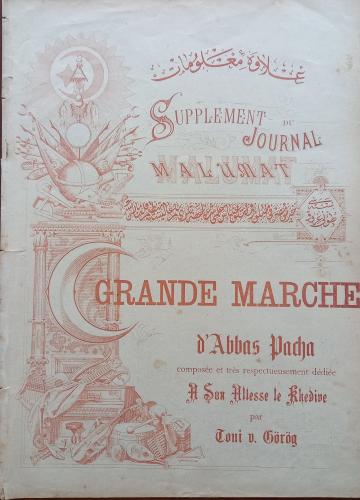 علاوۀ معلومات
SUPPLEMENT DU
JOURNAL
MALUMAT
GRANDE MARCHE
d'Abbas Pacha
composée et très respectueusement dédiée
A Son Altesse le Khedive
par
Toni v. Görög